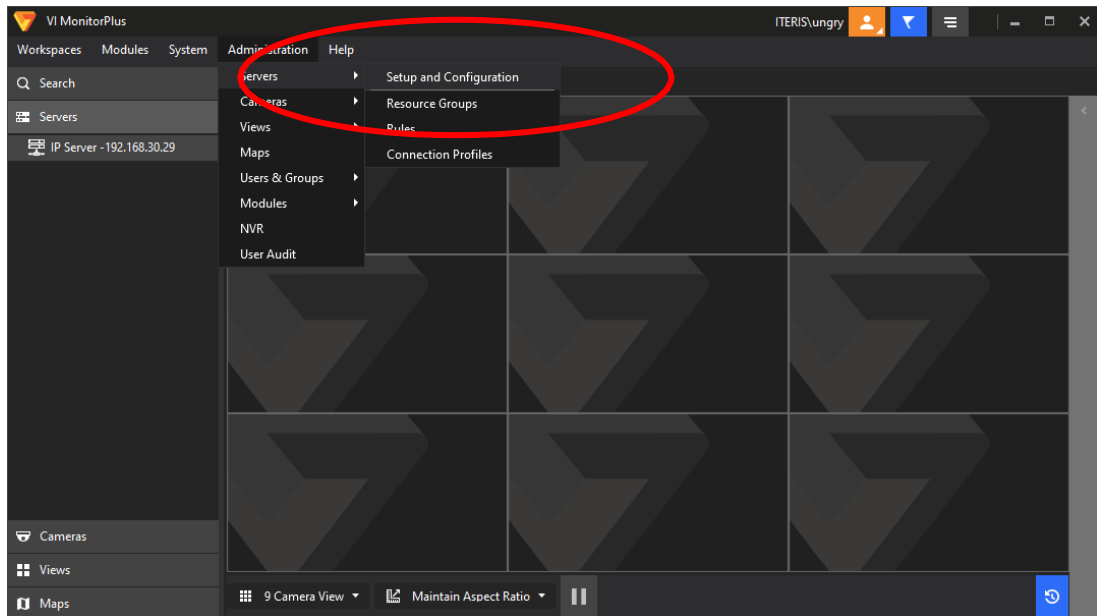 VI MonitorPlus
ITERIS\ungry
Workspaces Modules System Administration Help
Search
Servers
IP Server -192.168.30.29
Servers
Cameras
Views
Maps
Users & Groups
Modules
NVR
User Audit
Setup and Configuration
Resource Groups
Rules
Connection Profiles
Cameras
Views
Maps
9 Camera View
Maintain Aspect Ratio